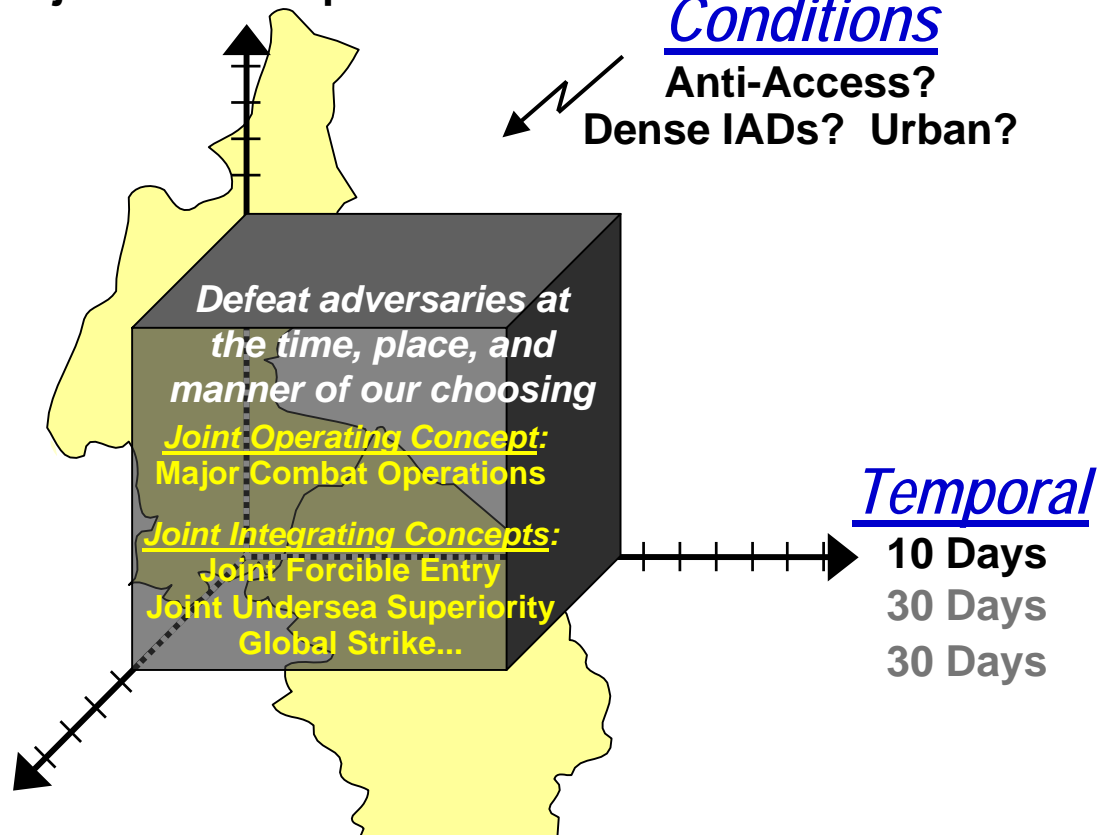 Conditions
Anti-Access?
Dense IADs? Urban?
Defeat adversaries at
the time, place, and
manner of our choosing
Joint Operating Concept:
Major Combat Operations
Joint Integrating Concepts:
Joint Forcible Entry
Joint Undersea Superiority
Global Strike...
Temporal
10 Days
30 Days
30 Days